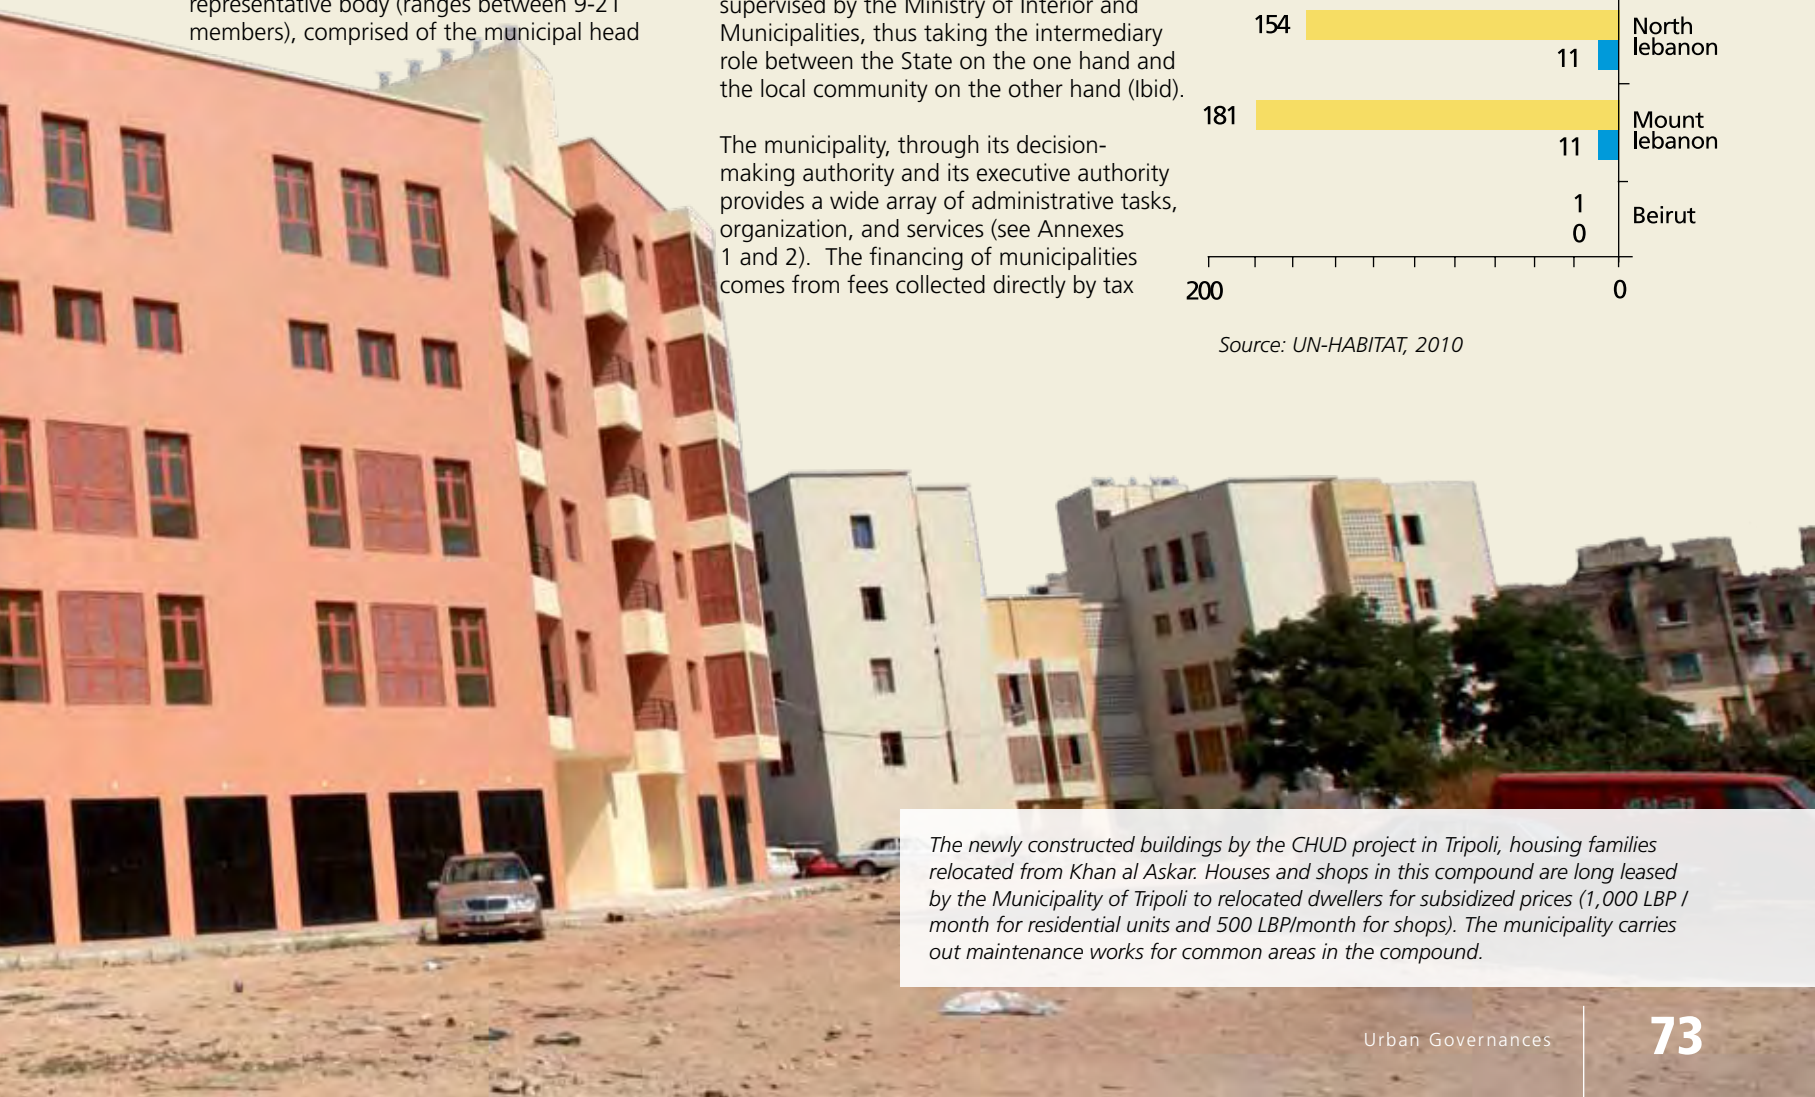 representative body (ranges between 9-21
members), comprised of the municipal head
supervised by the Ministry of Interior and
Municipalities, thus taking the intermediary
role between the State on the one hand and
the local community on the other hand (Ibid).
The municipality, through its decision-
making authority and its executive authority
provides a wide array of administrative tasks,
organization, and services (see Annexes
1 and 2).  The financing of municipalities
comes from fees collected directly by tax
154
11
North
lebanon
181
11
Mount
lebanon
1
0
Beirut
200
0
Source: UN-HABITAT, 2010
The newly constructed buildings by the CHUD project in Tripoli, housing families
relocated from Khan al Askar. Houses and shops in this compound are long leased
by the Municipality of Tripoli to relocated dwellers for subsidized prices (1,000 LBP /
month for residential units and 500 LBP/month for shops). The municipality carries
out maintenance works for common areas in the compound.
Urban Governances
73